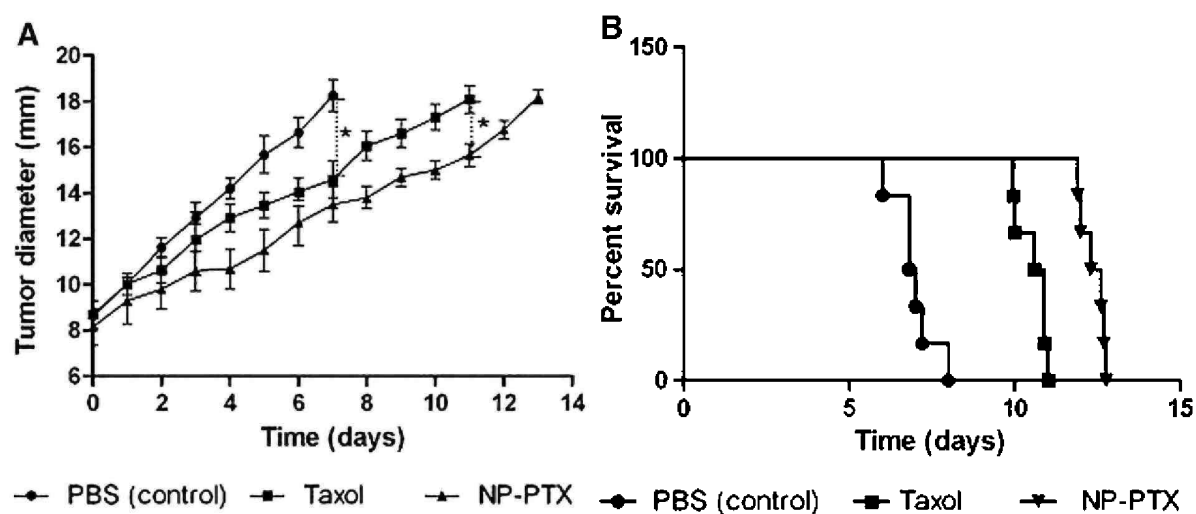 A
Tumor diameter (mm)
20
18
16
14
12
10
8
6
*
*
0 2 4 6 8 10 12 14
Time (days)
PBS (control) Taxol NP-PTX
B
Percent survival
150
100
50
0
0 5 10 15
Time (days)
PBS (control) Taxol NP-PTX